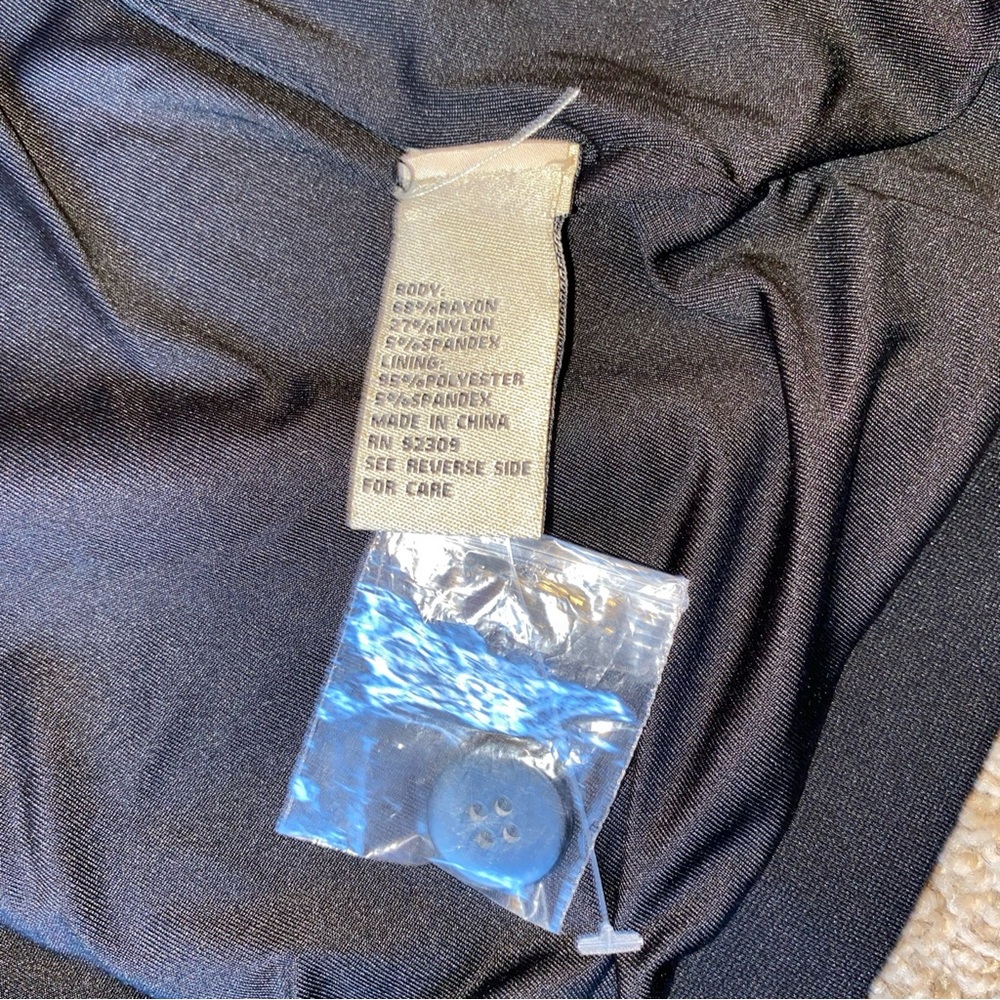 BODY:
68%RAYON
27%NYLON
5%SPANDEX
LINING:
95%POLYESTER
5%SPANDEX
MADE IN CHINA
RN 92309
SEE REVERSE SIDE
FOR CARE